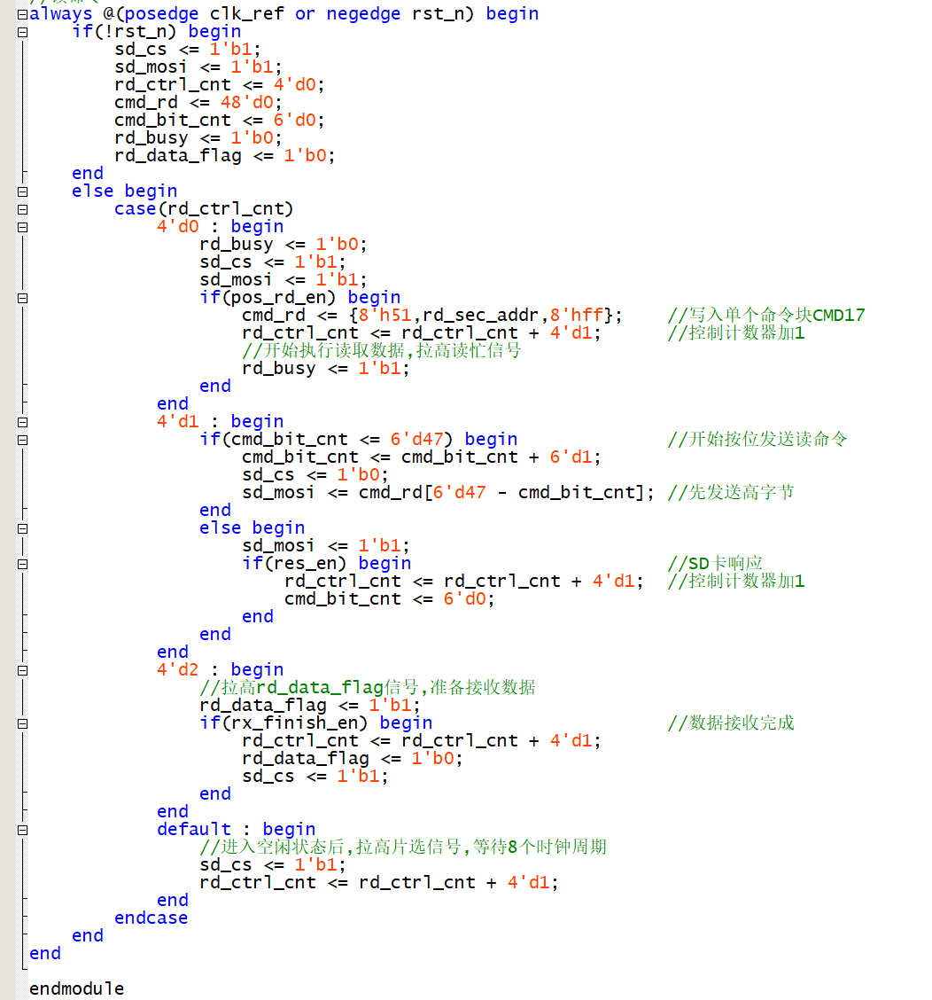 always @(posedge clk_ref or negedge rst_n) begin
    if(!rst_n) begin
        sd_cs <= 1'b1;
        sd_mosi <= 1'b1;
        rd_ctrl_cnt <= 4'd0;
        cmd_rd <= 48'd0;
        cmd_bit_cnt <= 6'd0;
        rd_busy <= 1'b0;
        rd_data_flag <= 1'b0;
    end
    else begin
        case(rd_ctrl_cnt)
            4'd0 : begin
                rd_busy <= 1'b0;
                sd_cs <= 1'b1;
                sd_mosi <= 1'b1;
                if(pos_rd_en) begin
                    cmd_rd <= {8'h51,rd_sec_addr,8'hff};    //写入单个命令块CMD17
                    rd_ctrl_cnt <= rd_ctrl_cnt + 4'd1;      //控制计数器加1
                    //开始执行读取数据,拉高读忙信号
                    rd_busy <= 1'b1;
                end
            end
            4'd1 : begin
                if(cmd_bit_cnt <= 6'd47) begin              //开始按位发送读命令
                    cmd_bit_cnt <= cmd_bit_cnt + 6'd1;
                    sd_cs <= 1'b0;
                    sd_mosi <= cmd_rd[6'd47 - cmd_bit_cnt]; //先发送高字节
                end
                else begin
                    sd_mosi <= 1'b1;
                    if(res_en) begin                        //SD卡响应
                        rd_ctrl_cnt <= rd_ctrl_cnt + 4'd1;  //控制计数器加1
                        cmd_bit_cnt <= 6'd0;
                    end
                end
            end
            4'd2 : begin
                //拉高rd_data_flag信号,准备接收数据
                rd_data_flag <= 1'b1;
                if(rx_finish_en) begin                      //数据接收完成
                    rd_ctrl_cnt <= rd_ctrl_cnt + 4'd1;
                    rd_data_flag <= 1'b0;
                    sd_cs <= 1'b1;
                end
            end
            default : begin
                //进入空闲状态后,拉高片选信号,等待8个时钟周期
                sd_cs <= 1'b1;
                rd_ctrl_cnt <= rd_ctrl_cnt + 4'd1;
            end
        endcase
    end
end
endmodule